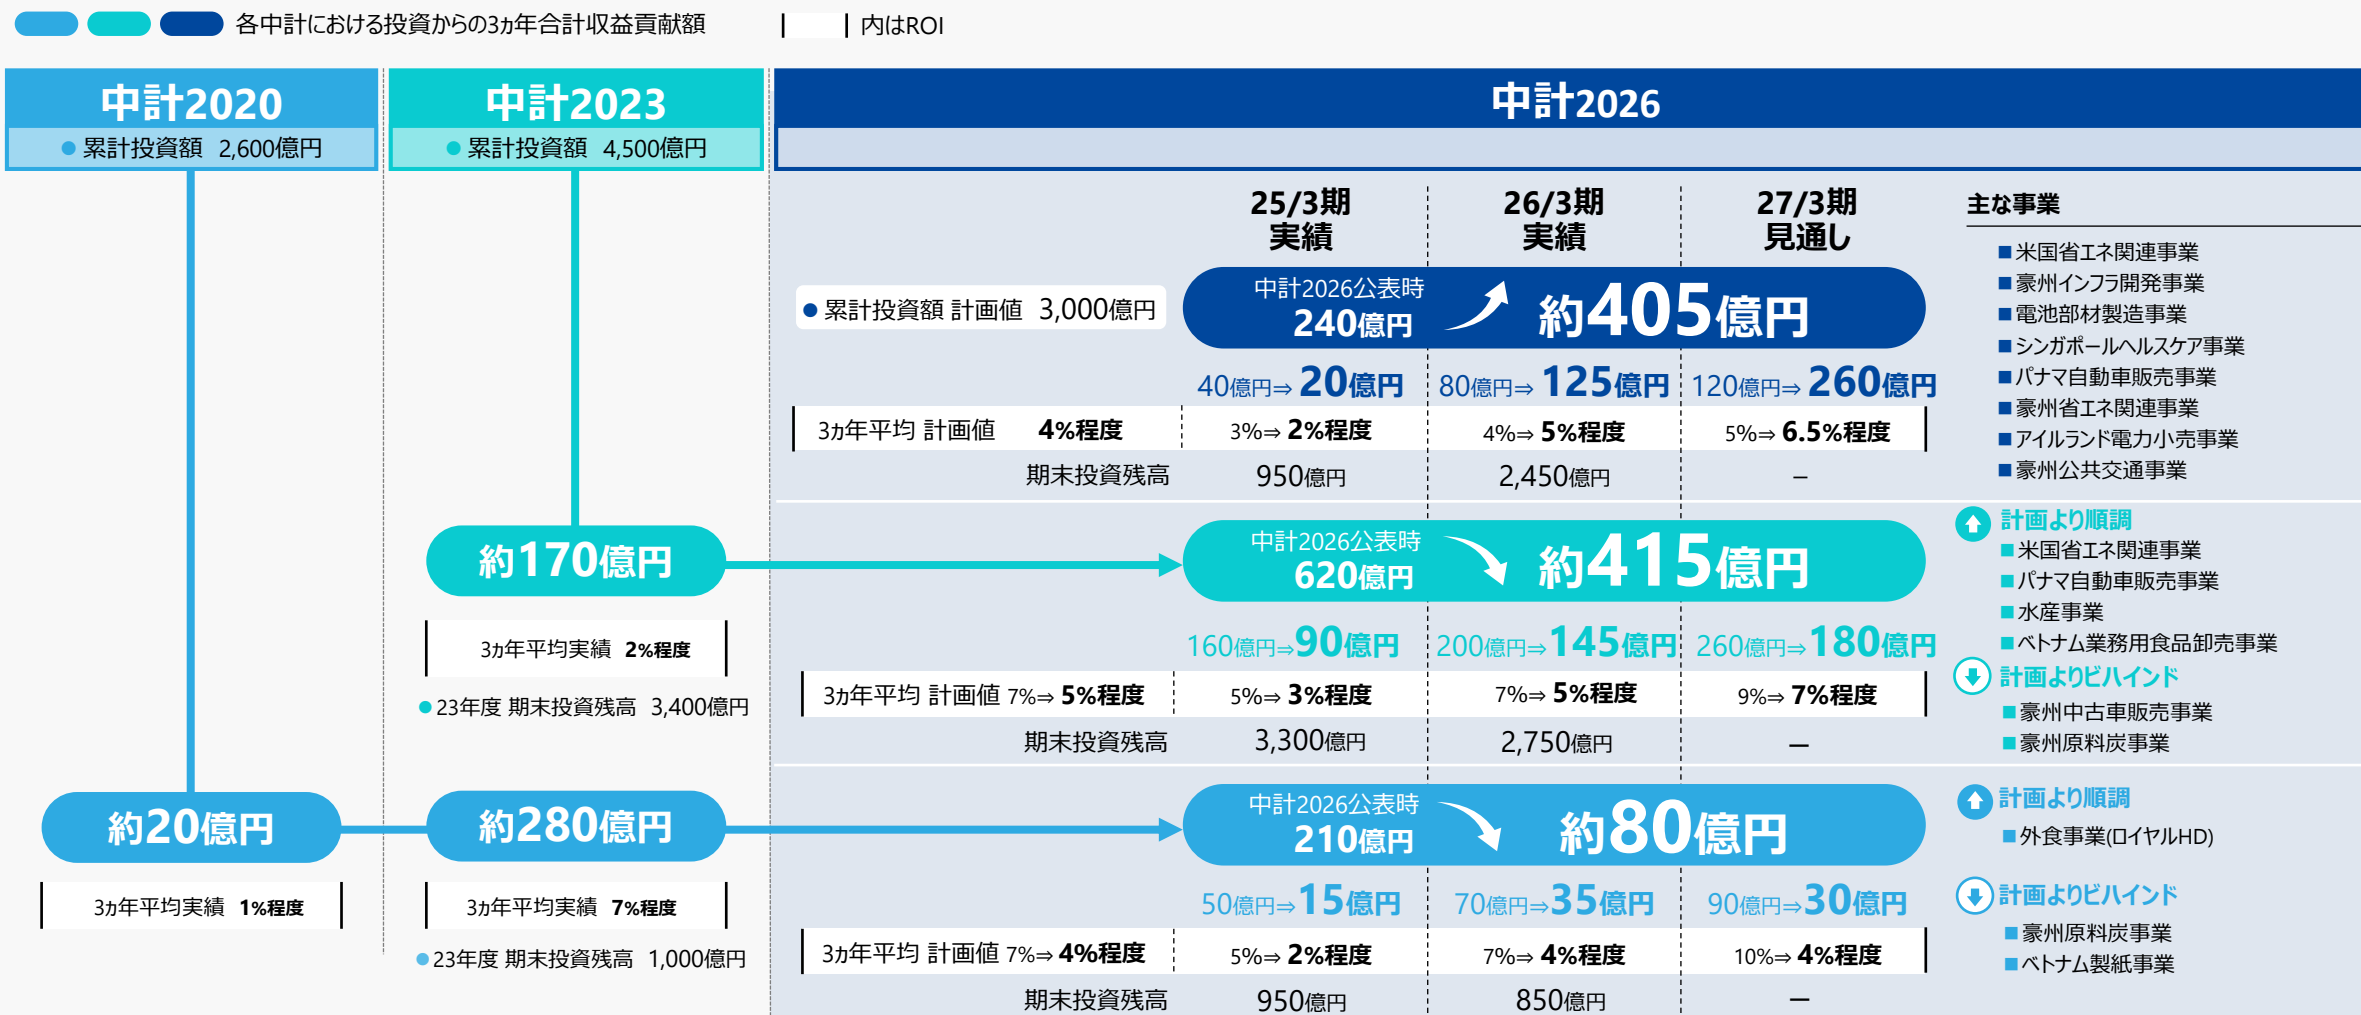 各中計における投資からの3ヵ年合計収益貢献額
内はROI
中計2020
● 累計投資額 2,600億円
中計2023
● 累計投資額 4,500億円
中計2026
25/3期
実績
26/3期
実績
27/3期
見通し
主な事業
● 累計投資額 計画値 3,000億円
中計2026公表時
240億円
約405億円
40億円⇒ 20億円
80億円⇒ 125億円
120億円⇒ 260億円
3ヵ年平均 計画値 4%程度
3%⇒ 2%程度
4%⇒ 5%程度
5%⇒ 6.5%程度
期末投資残高
950億円
2,450億円
–
■ 米国省エネ関連事業
■ 豪州インフラ開発事業
■ 電池部材製造事業
■ シンガポールヘルスケア事業
■ パナマ自動車販売事業
■ 豪州省エネ関連事業
■ アイルランド電力小売事業
■ 豪州公共交通事業
約170億円
3ヵ年平均実績 2%程度
● 23年度 期末投資残高 3,400億円
中計2026公表時
620億円
約415億円
160億円⇒90億円
200億円⇒145億円
260億円⇒180億円
3ヵ年平均 計画値 7%⇒ 5%程度
5%⇒ 3%程度
7%⇒ 5%程度
9%⇒ 7%程度
期末投資残高
3,300億円
2,750億円
—
計画より順調
■ 米国省エネ関連事業
■ パナマ自動車販売事業
■ 水産事業
■ ベトナム業務用食品卸売事業
計画よりビハインド
■ 豪州中古車販売事業
■ 豪州原料炭事業
約20億円
3ヵ年平均実績 1%程度
約280億円
3ヵ年平均実績 7%程度
● 23年度 期末投資残高 1,000億円
中計2026公表時
210億円
約80億円
50億円⇒15億円
70億円⇒35億円
90億円⇒30億円
3ヵ年平均 計画値 7%⇒ 4%程度
5%⇒ 2%程度
7%⇒ 4%程度
10%⇒ 4%程度
期末投資残高
950億円
850億円
—
計画より順調
■ 外食事業(ロイヤルHD)
計画よりビハインド
■ 豪州原料炭事業
■ ベトナム製紙事業